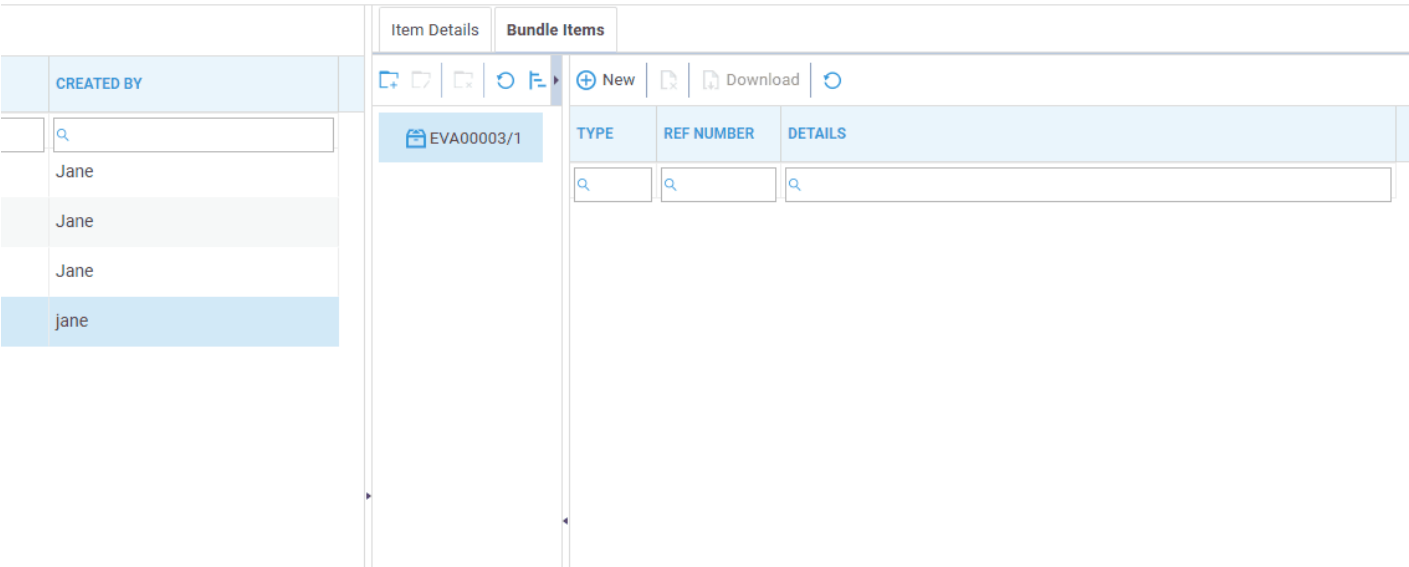 Item Details
Bundle Items
CREATED BY
New
Download
EVA00003/1
TYPE
REF NUMBER
DETAILS
Jane
Jane
Jane
jane